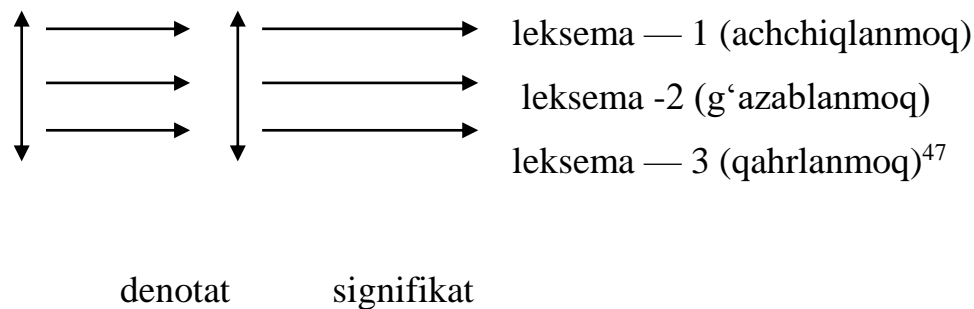 leksema — 1 (achchiqlanmoq)
leksema -2 (g‘azablanmoq)
leksema — 3 (qahrlanmoq)47
denotat signifikat